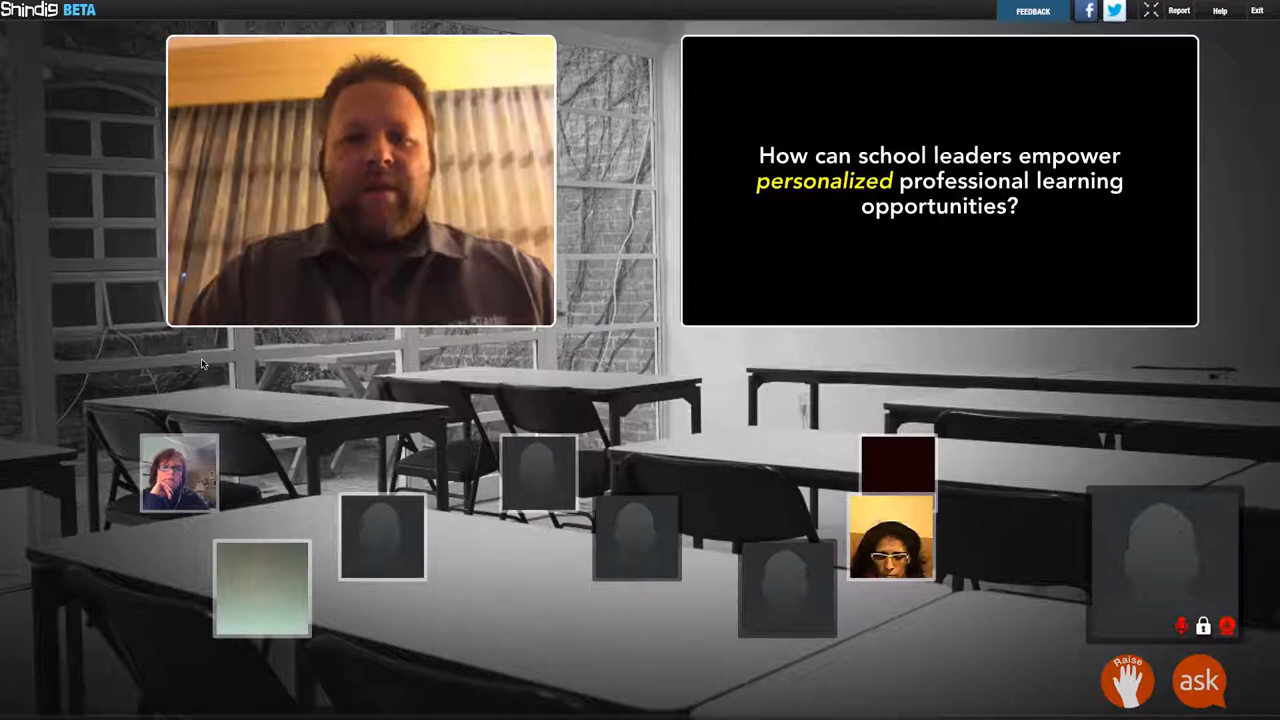 Shindig BETA
FEEDBACK
Report
Help
Exit
How can school leaders empower
personalized professional learning
opportunities?
Raise
ask